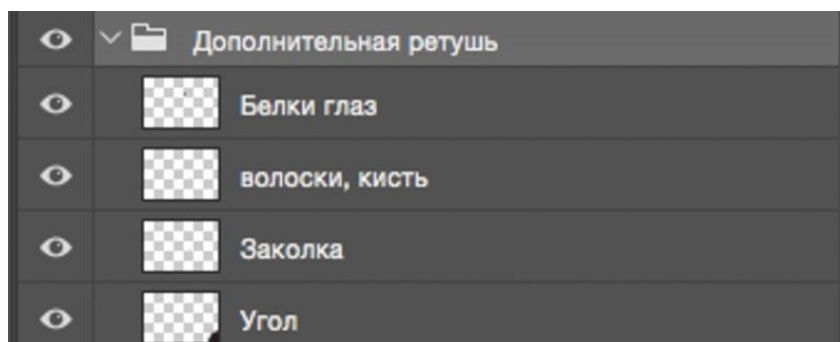 Дополнительная ретушь
Белки глаз
волоски, кисть
Заколка
Угол